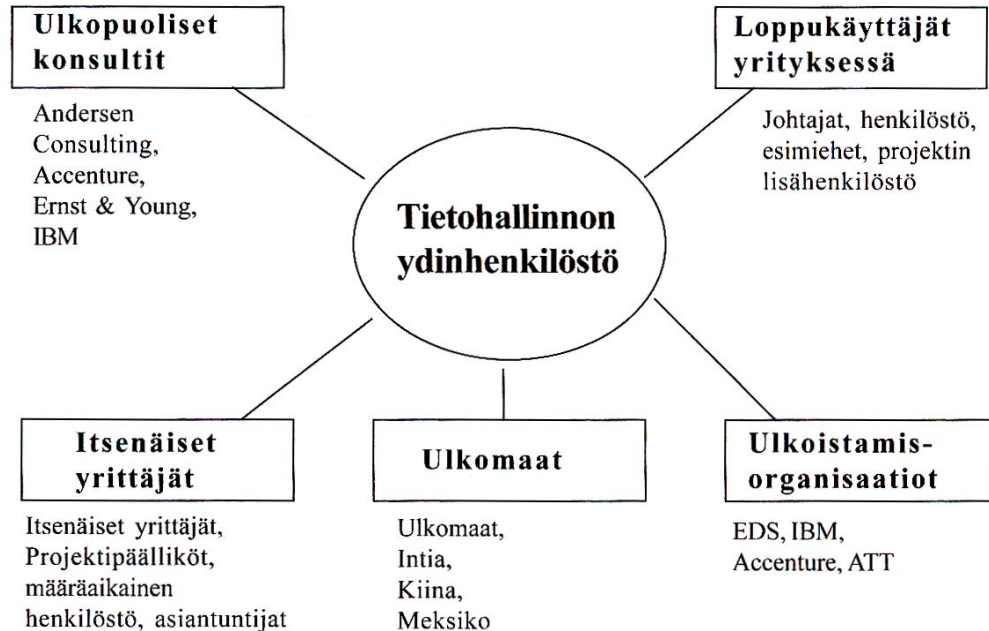 Ulkopuoliset
konsultit
Andersen
Consulting,
Accenture,
Ernst & Young,
IBM
Loppukäyttäjät
yrityksessä
Johtajat, henkilöstö,
esimiehet, projektin
lisähenkilöstö
Tietohallinnon
ydinhenkilöstö
Itsenäiset
yrittäjät
Itsenäiset yrittäjät,
Projektipäälliköt,
määräaikainen
henkilöstö, asiantuntijat
Ulkomaat
Ulkomaat,
Intia,
Kiina,
Meksiko
Ulkoistamis-
organisaatiot
EDS, IBM,
Accenture, ATT